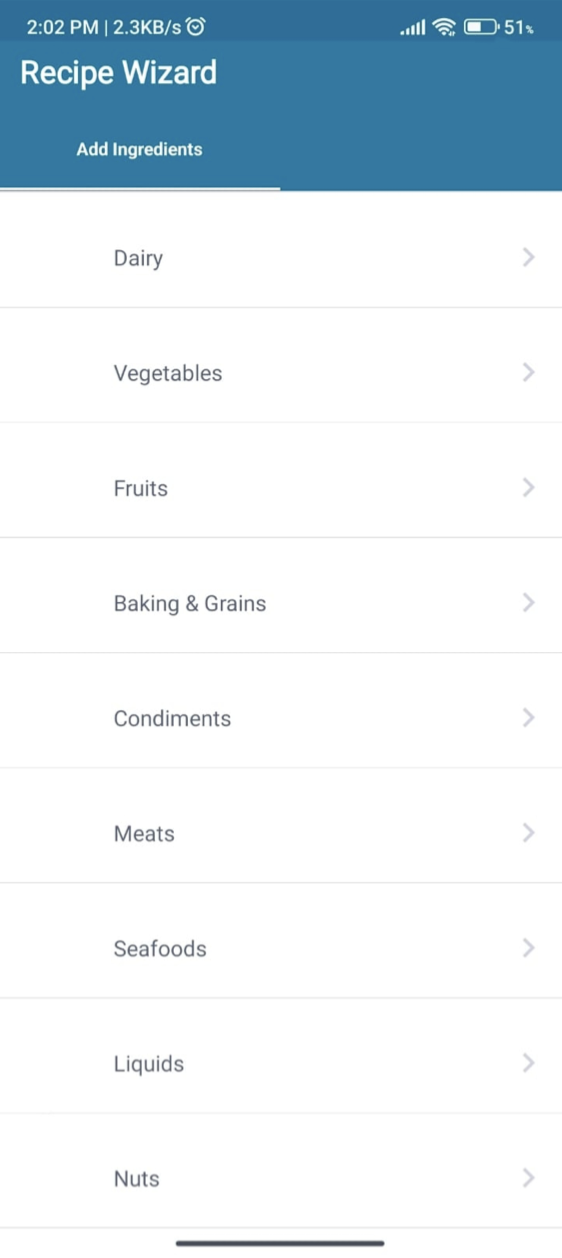 2:02 PM | 2.3KB/s 51%
Recipe Wizard
Add Ingredients
Dairy
Vegetables
Fruits
Baking & Grains
Condiments
Meats
Seafoods
Liquids
Nuts